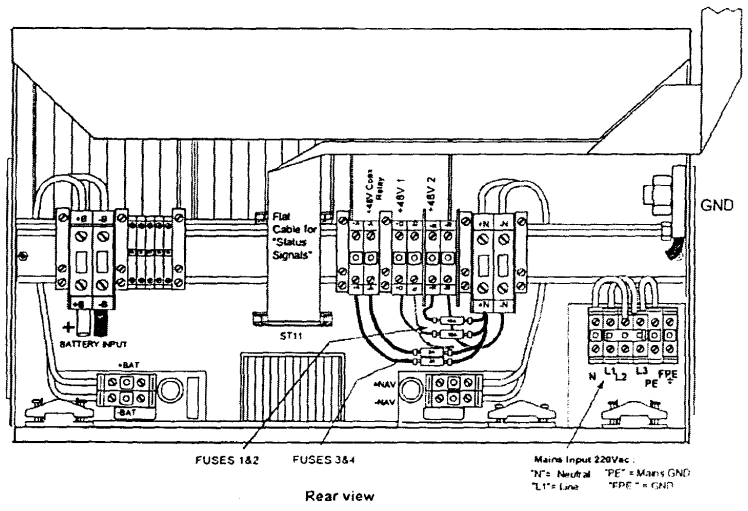 +48V Coax
Relay
+48V 1
+48V 2
GND
+B
-B
Flat
Cable for
"Status
Signals"
+N
-N
+B
-B
+
BATTERY INPUT
ST11
+N
-N
+BAT
-BAT
+NAV
-NAV
N
L1
L2
L3
PE
FPE
FUSES 1&2
FUSES 3&4
Mains Input 220Vac :
"N"= Neutral "PE" = Mains GND
"L1"= Line "FPE " = GND
Rear view